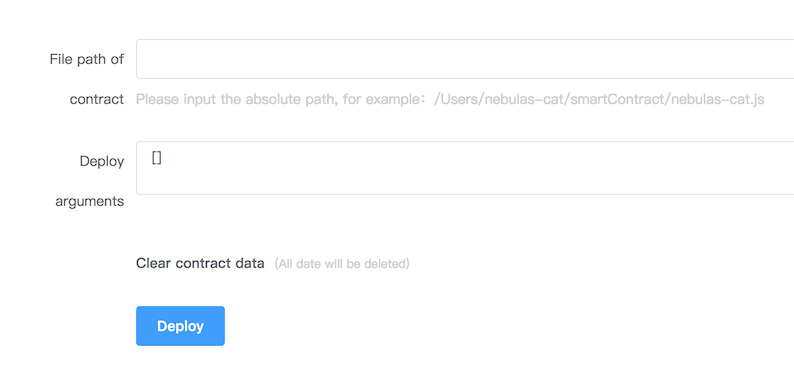 File path of
contract
Please input the absolute path, for example：/Users/nebulas-cat/smartContract/nebulas-cat.js
Deploy
arguments
[]
Clear contract data (All date will be deleted)
Deploy